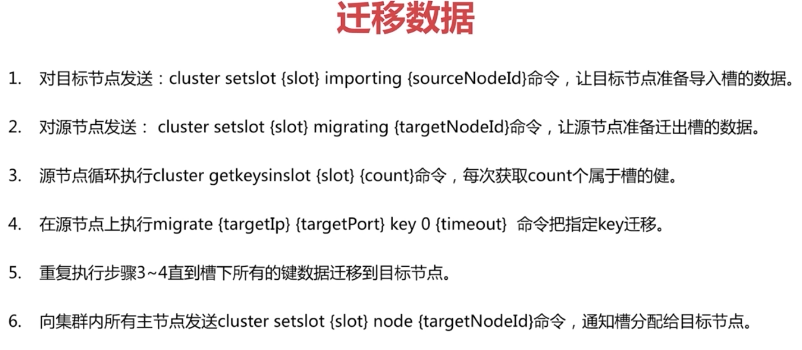 迁移数据
1. 对目标节点发送：cluster setslot {slot} importing {sourceNodeId}命令，让目标节点准备导入槽的数据。
2. 对源节点发送： cluster setslot {slot} migrating {targetNodeId}命令，让源节点准备迁出槽的数据。
3. 源节点循环执行cluster getkeysinslot {slot} {count}命令，每次获取count个属于槽的健。
4. 在源节点上执行migrate {targetIp} {targetPort} key 0 {timeout} 命令把指定key迁移。
5. 重复执行步骤3~4直到槽下所有的键数据迁移到目标节点。
6. 向集群内所有主节点发送cluster setslot {slot} node {targetNodeId}命令，通知槽分配给目标节点。